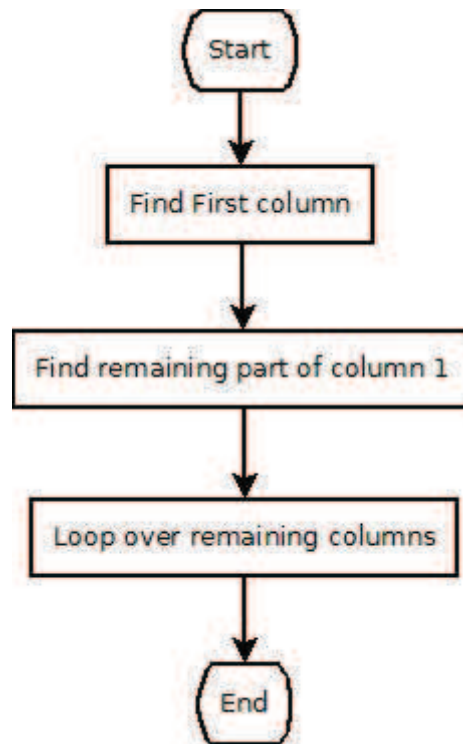 Start
Find First column
Find remaining part of column 1
Loop over remaining columns
End